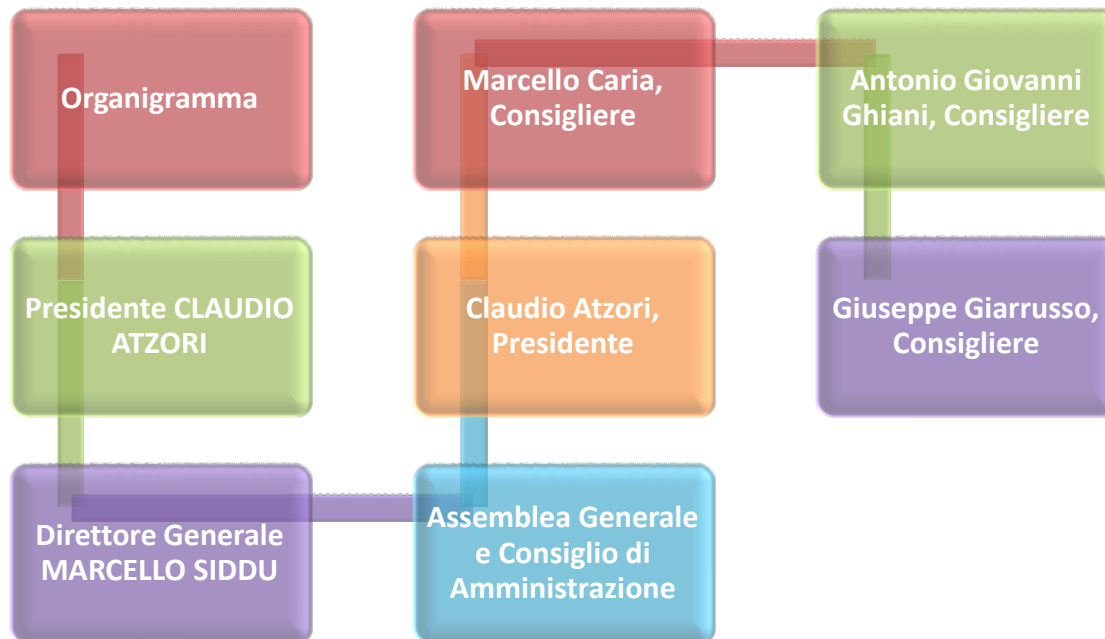 Organigramma
Presidente CLAUDIO
ATZORI
Direttore Generale
MARCELLO SIDDU
Assemblea Generale
e Consiglio di
Amministrazione
Claudio Atzori,
Presidente
Marcello Caria,
Consigliere
Antonio Giovanni
Ghiani, Consigliere
Giuseppe Giarrusso,
Consigliere